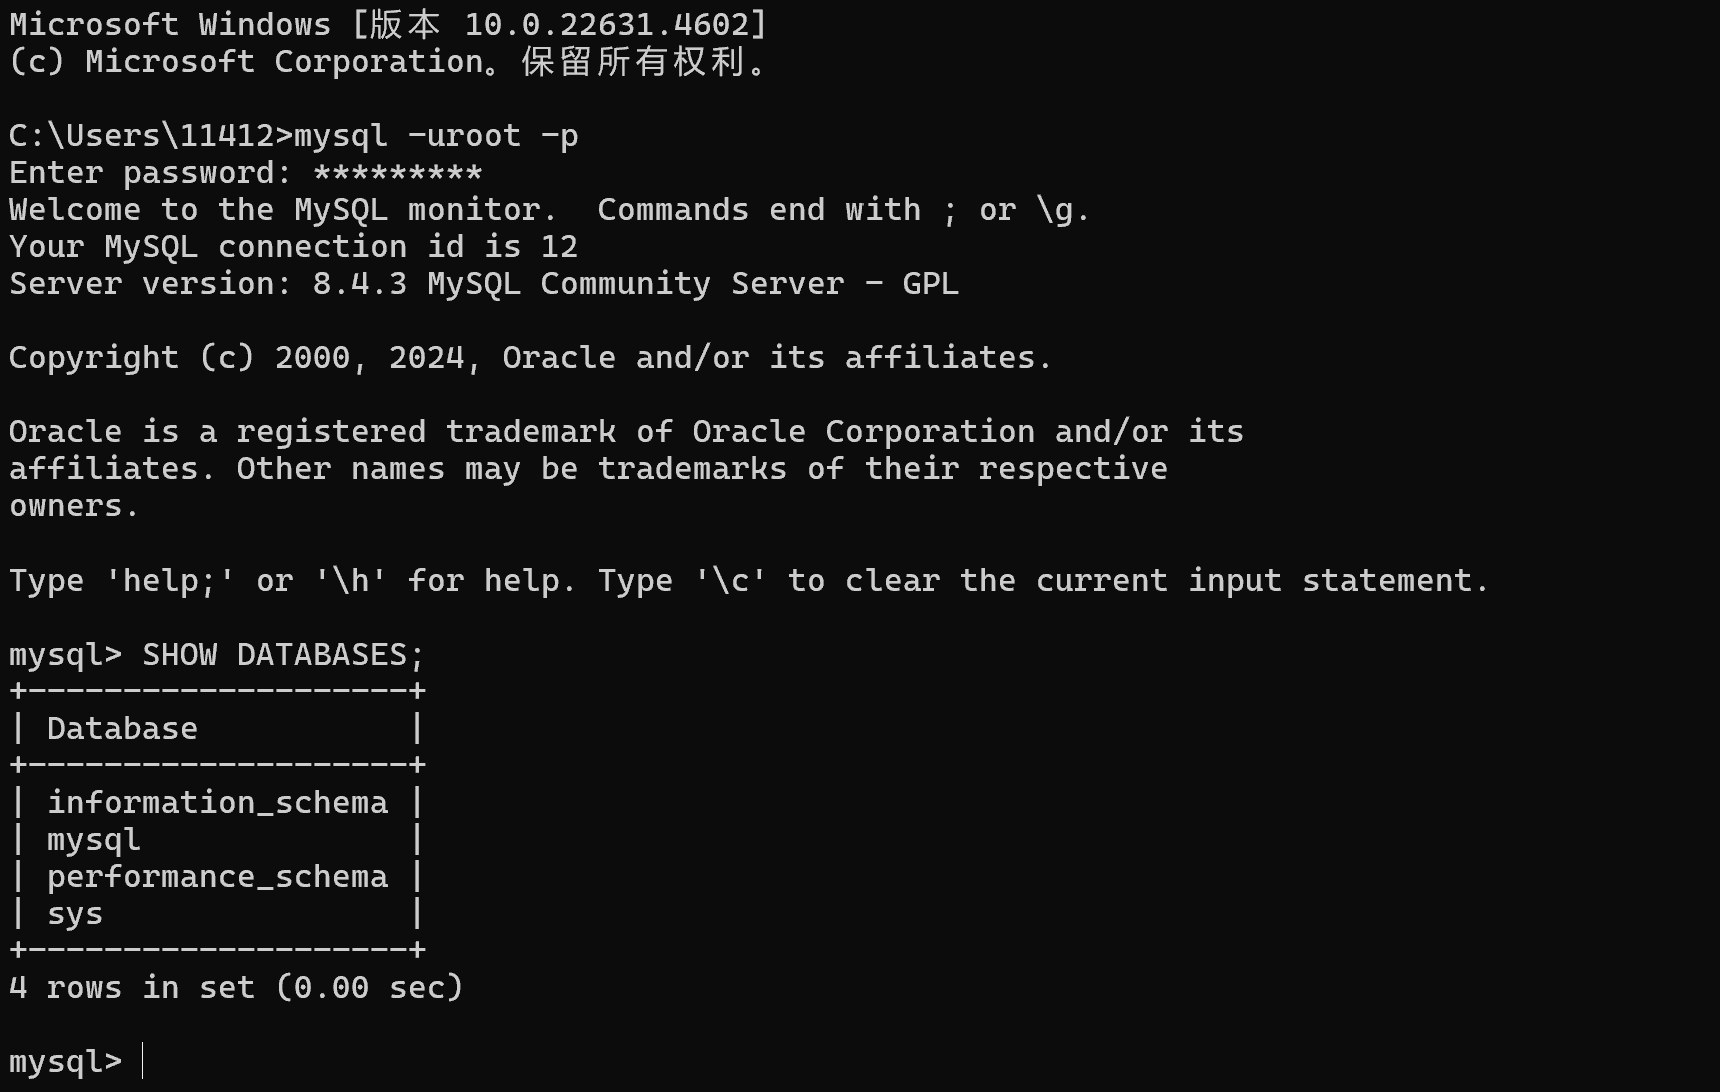 Microsoft Windows [版本 10.0.22631.4602]
(c) Microsoft Corporation。保留所有权利。
C:\Users\11412>mysql -uroot -p
Enter password: *********
Welcome to the MySQL monitor.  Commands end with ; or \g.
Your MySQL connection id is 12
Server version: 8.4.3 MySQL Community Server - GPL
Copyright (c) 2000, 2024, Oracle and/or its affiliates.
Oracle is a registered trademark of Oracle Corporation and/or its
affiliates. Other names may be trademarks of their respective
owners.
Type 'help;' or '\h' for help. Type '\c' to clear the current input statement.
mysql> SHOW DATABASES;
+--------------------+
| Database           |
+--------------------+
| information_schema |
| mysql              |
| performance_schema |
| sys                |
+--------------------+
4 rows in set (0.00 sec)
mysql>